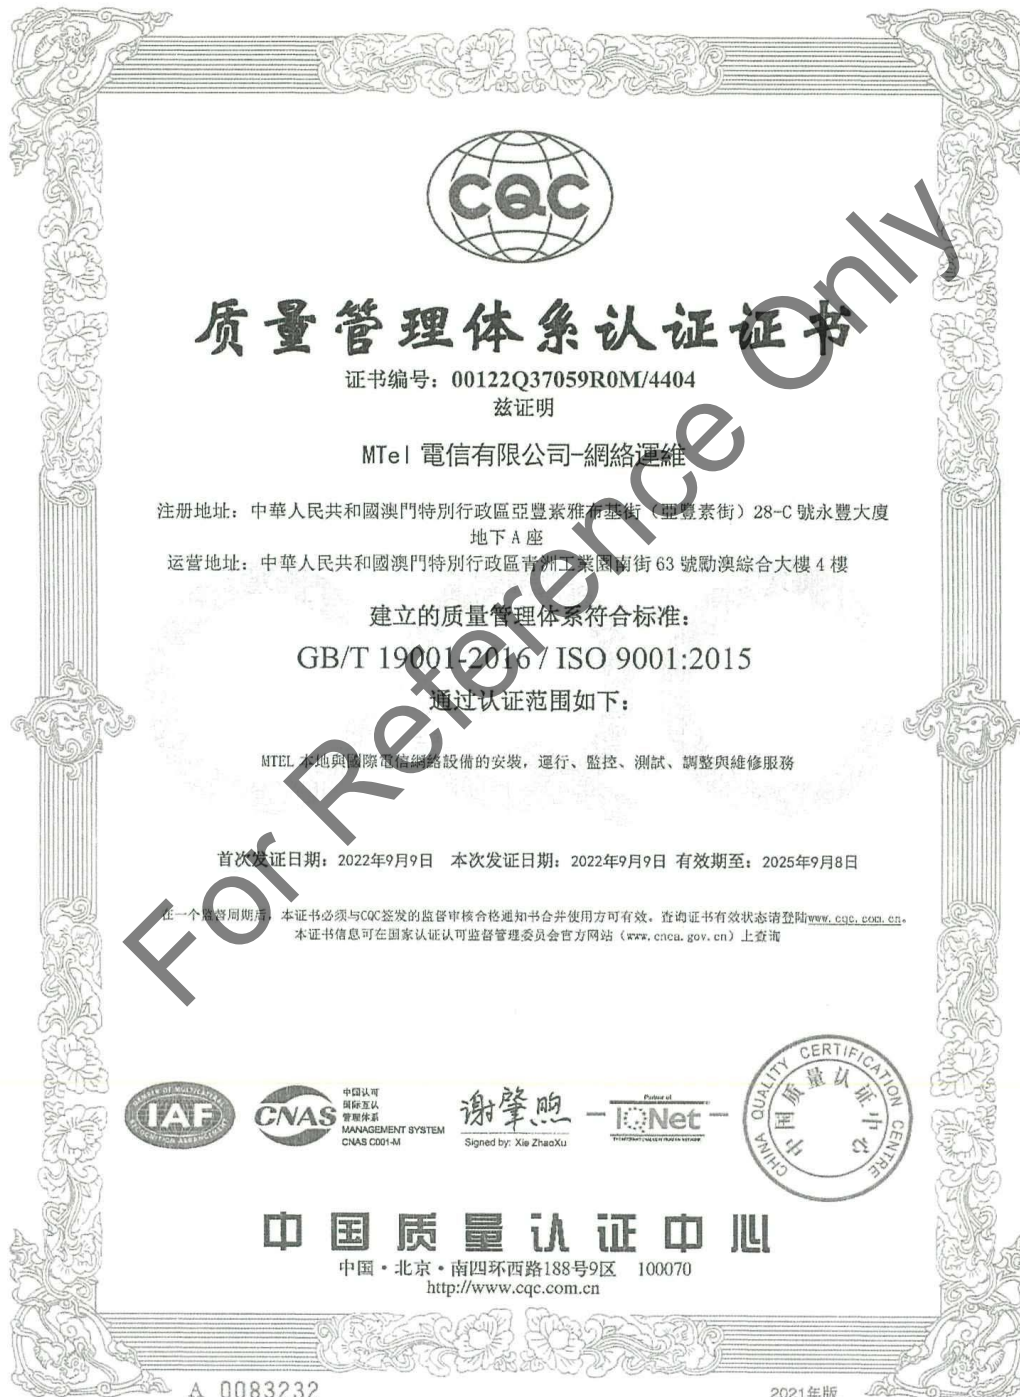 CQC
质量管理体系认证证书
证书编号：00122Q37059R0M/4404
兹证明
MTel 電信有限公司-網絡運維
注册地址：中華人民共和國澳門特別行政區亞豐素雅布基街（亞豐素街）28-C 號永豐大廈
地下 A 座
运营地址：中華人民共和國澳門特別行政區青洲工業園南街 63 號勵澳綜合大樓 4 樓
建立的质量管理体系符合标准：
GB/T 19001-2016 / ISO 9001:2015
通过认证范围如下：
MTEL 本地與國際電信網絡設備的安裝，運行、監控、測試、調整與維修服務
首次发证日期：2022年9月9日 本次发证日期：2022年9月9日 有效期至：2025年9月8日
在一个监督周期后，本证书必须与CQC签发的监督审核合格通知书合并使用方可有效。查询证书有效状态请登陆www.cqc.com.cn。
本证书信息可在国家认证认可监督管理委员会官方网站（www.cnca.gov.cn）上查询
For Reference Only
MEMBER OF MULTILATERAL
IAF
RECOGNITION ARRANGEMENT
CNAS
中国认可
国际互认
管理体系
MANAGEMENT SYSTEM
CNAS C001-M
谢肇煦
Signed by: Xie ZhaoXu
Partner of
IQNet
CHINA QUALITY CERTIFICATION CENTRE
中国质量认证中心
中国质量认证中心
中国·北京·南四环西路188号9区 100070
http://www.cqc.com.cn
A 0083232
2021年版